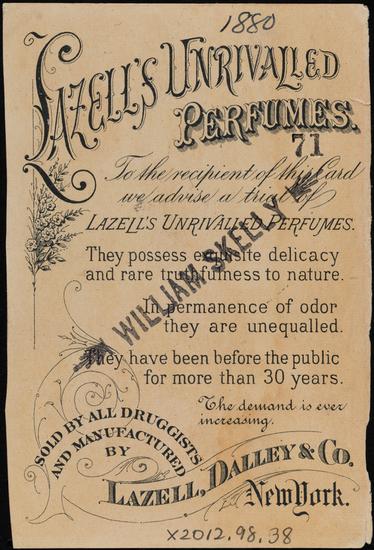 1880
LAZELL'S UNRIVALLED
PERFUMES.
71
To the recipient of this Card
we advise a trial of
LAZELL'S UNRIVALLED PERFUMES.
They possess exquisite delicacy
and rare truthfulness to nature.
WILLIAM SKELLY
In permanence of odor
they are unequalled.
They have been before the public
for more than 30 years.
The demand is ever
increasing.
SOLD BY ALL DRUGGISTS
AND MANUFACTURED
BY
LAZELL, DALLEY & CO.
New York.
X2012.98.38